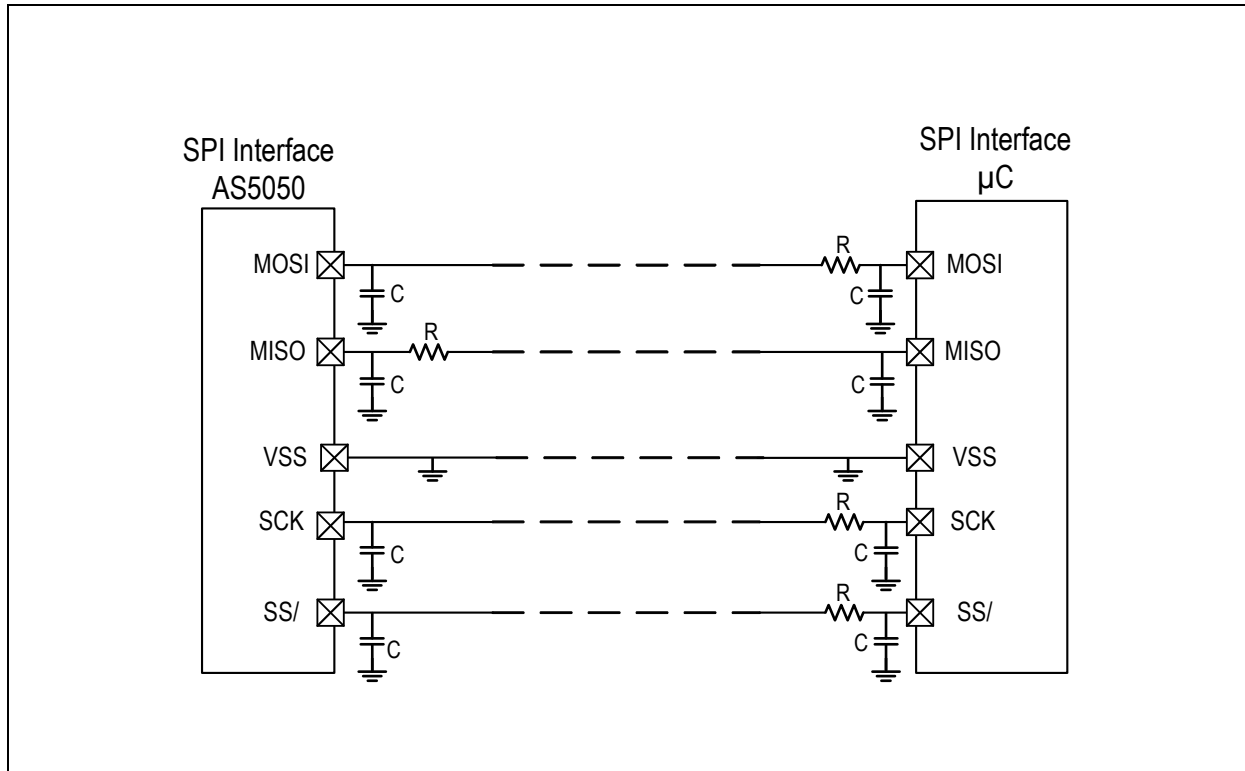 SPI Interface
AS5050
SPI Interface
µC
MOSI
C
R
C
MOSI
MISO
C
R
C
MISO
VSS
VSS
SCK
C
R
C
SCK
SS/
C
R
C
SS/